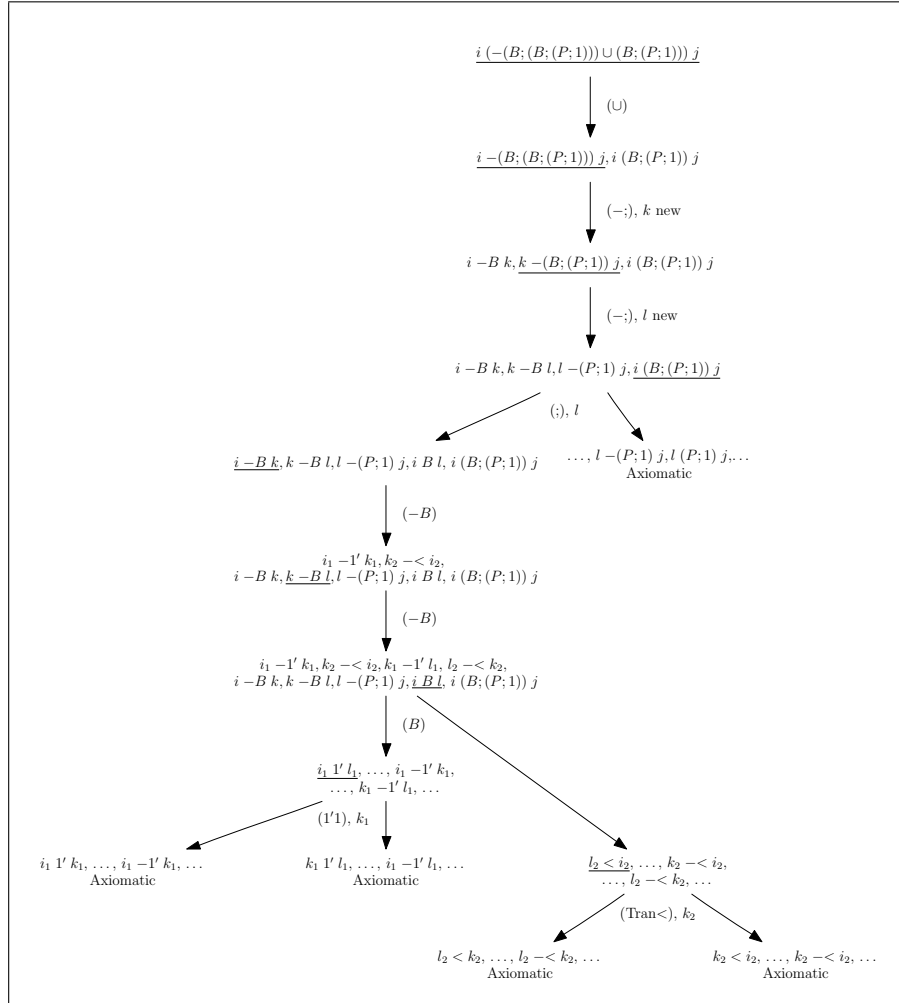 i (−(B; (B; (P; 1))) ∪ (B; (P; 1))) j
(∪)
i −(B; (B; (P; 1))) j, i (B; (P; 1)) j
(−;), k new
i −B k, k −(B; (P; 1)) j, i (B; (P; 1)) j
(−;), l new
i −B k, k −B l, l −(P; 1) j, i (B; (P; 1)) j
(;), l
i −B k, k −B l, l −(P; 1) j, i B l, i (B; (P; 1)) j
. . . , l −(P; 1) j, l (P; 1) j, . . .
Axiomatic
(−B)
i₁ −1′ k₁, k₂ −< i₂,
i −B k, k −B l, l −(P; 1) j, i B l, i (B; (P; 1)) j
(−B)
i₁ −1′ k₁, k₂ −< i₂, k₁ −1′ l₁, l₂ −< k₂,
i −B k, k −B l, l −(P; 1) j, i B l, i (B; (P; 1)) j
(B)
i₁ 1′ l₁, . . . , i₁ −1′ k₁,
. . . , k₁ −1′ l₁, . . .
(1′1), k₁
i₁ 1′ k₁, . . . , i₁ −1′ k₁, . . .
Axiomatic
k₁ 1′ l₁, . . . , i₁ −1′ l₁, . . .
Axiomatic
l₂ < i₂, . . . , k₂ −< i₂,
. . . , l₂ −< k₂, . . .
(Tran<), k₂
l₂ < k₂, . . . , l₂ −< k₂, . . .
Axiomatic
k₂ < i₂, . . . , k₂ −< i₂, . . .
Axiomatic